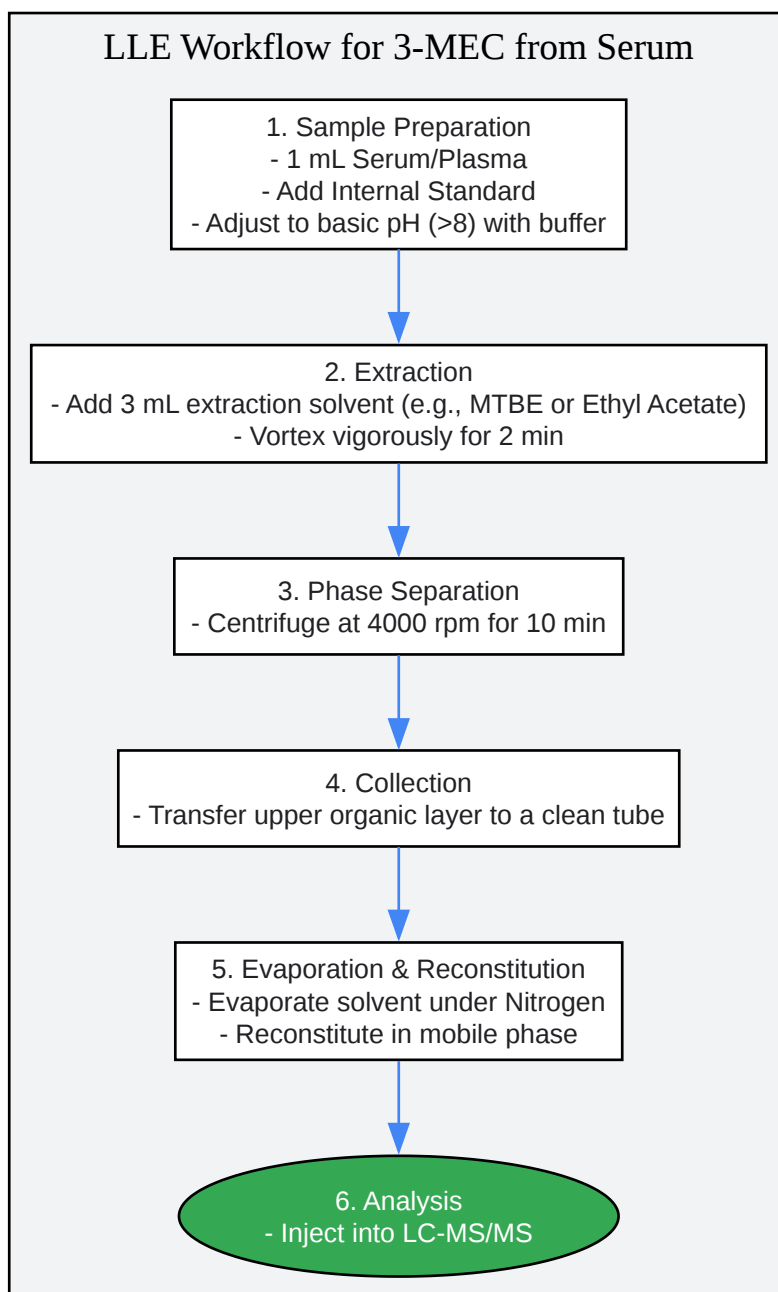 LLE Workflow for 3-MEC from Serum
1. Sample Preparation
- 1 mL Serum/Plasma
- Add Internal Standard
- Adjust to basic pH (>8) with buffer
2. Extraction
- Add 3 mL extraction solvent (e.g., MTBE or Ethyl Acetate)
- Vortex vigorously for 2 min
3. Phase Separation
- Centrifuge at 4000 rpm for 10 min
4. Collection
- Transfer upper organic layer to a clean tube
5. Evaporation & Reconstitution
- Evaporate solvent under Nitrogen
- Reconstitute in mobile phase
6. Analysis
- Inject into LC-MS/MS